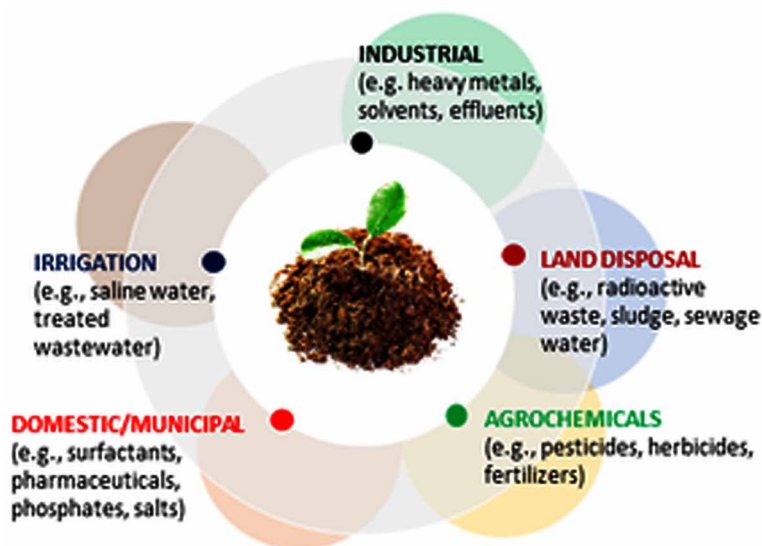 INDUSTRIAL
(e.g. heavy metals,
solvents, effluents)
LAND DISPOSAL
(e.g., radioactive
waste, sludge, sewage
water)
AGROCHEMICALS
(e.g., pesticides, herbicides,
fertilizers)
DOMESTIC/MUNICIPAL
(e.g., surfactants,
pharmaceuticals,
phosphates, salts)
IRRIGATION
(e.g., saline water,
treated
wastewater)